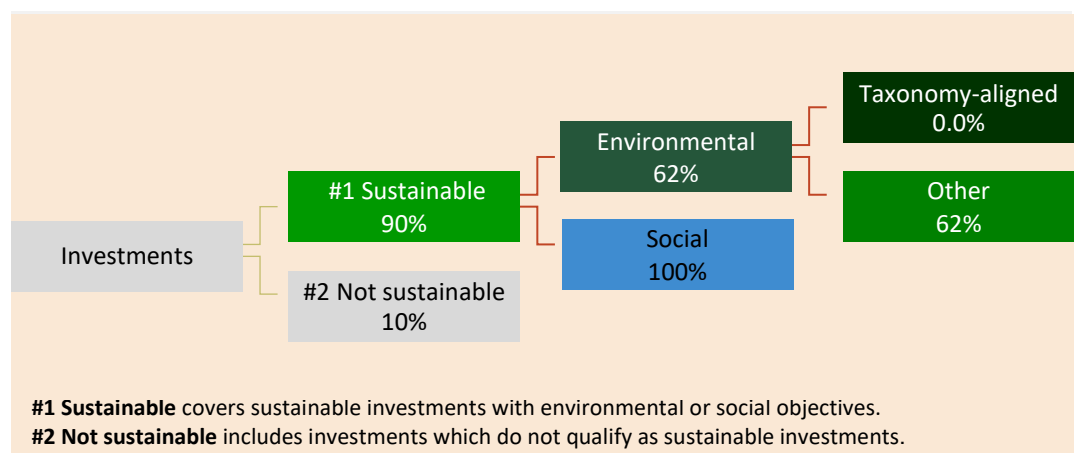 Investments
#1 Sustainable
90%
#2 Not sustainable
10%
Environmental
62%
Social
100%
Taxonomy-aligned
0.0%
Other
62%
#1 Sustainable covers sustainable investments with environmental or social objectives.
#2 Not sustainable includes investments which do not qualify as sustainable investments.